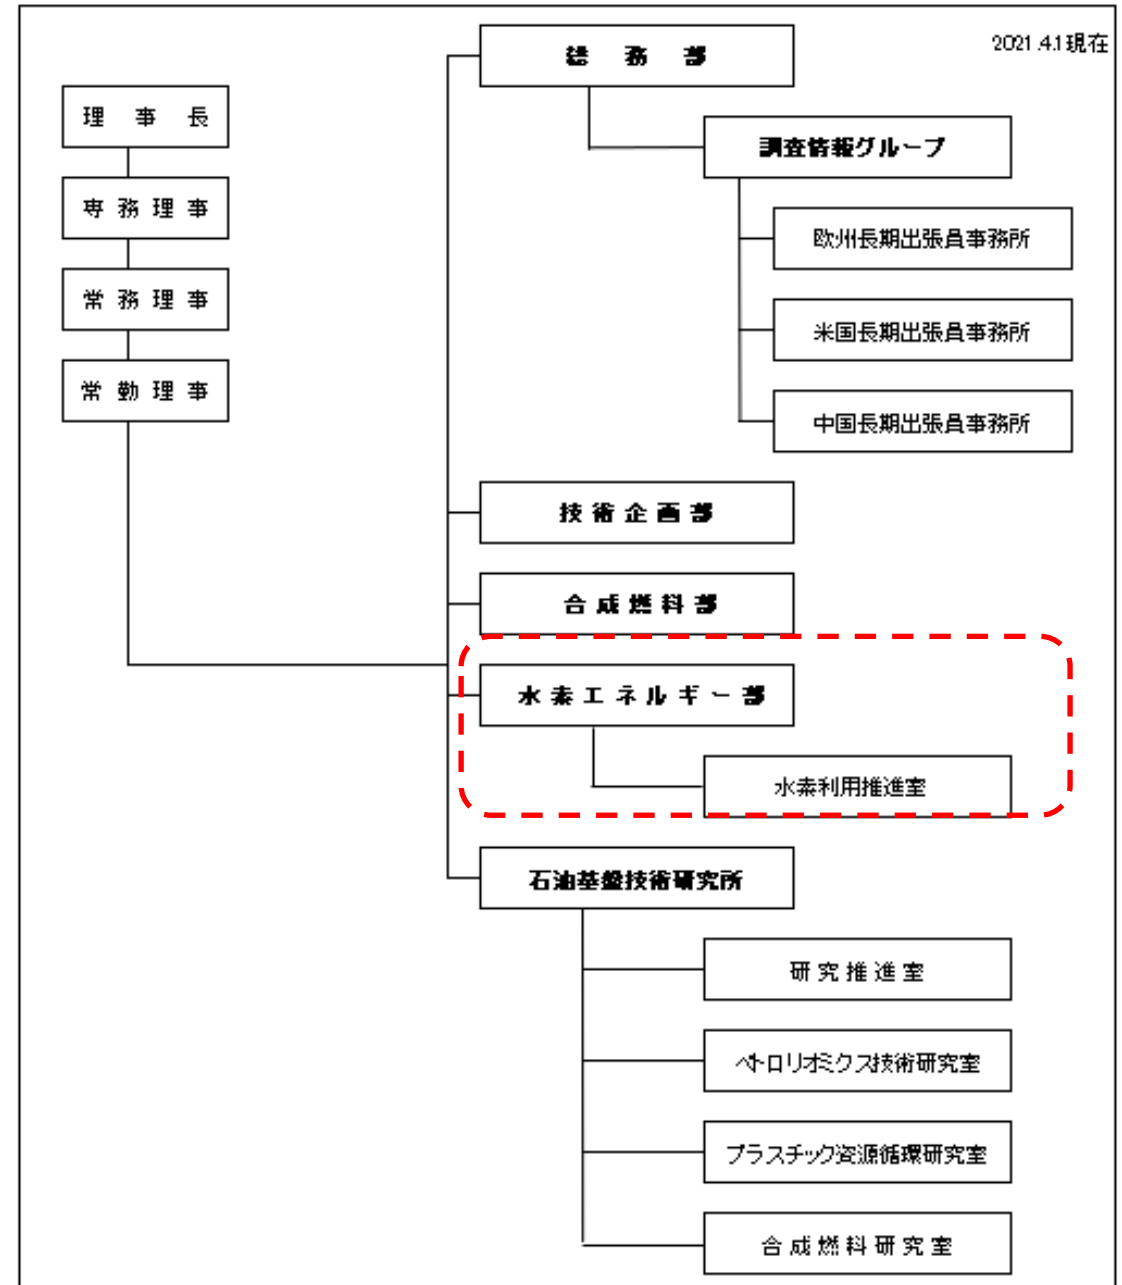 2021.4.1現在
理事長
専務理事
常務理事
常勤理事
総務部
調査情報グループ
欧州長期出張員事務所
米国長期出張員事務所
中国長期出張員事務所
技術企画部
合成燃料部
水素エネルギー部
水素利用推進室
石油基盤技術研究所
研究推進室
ペトロリオミクス技術研究室
プラスチック資源循環研究室
合成燃料研究室